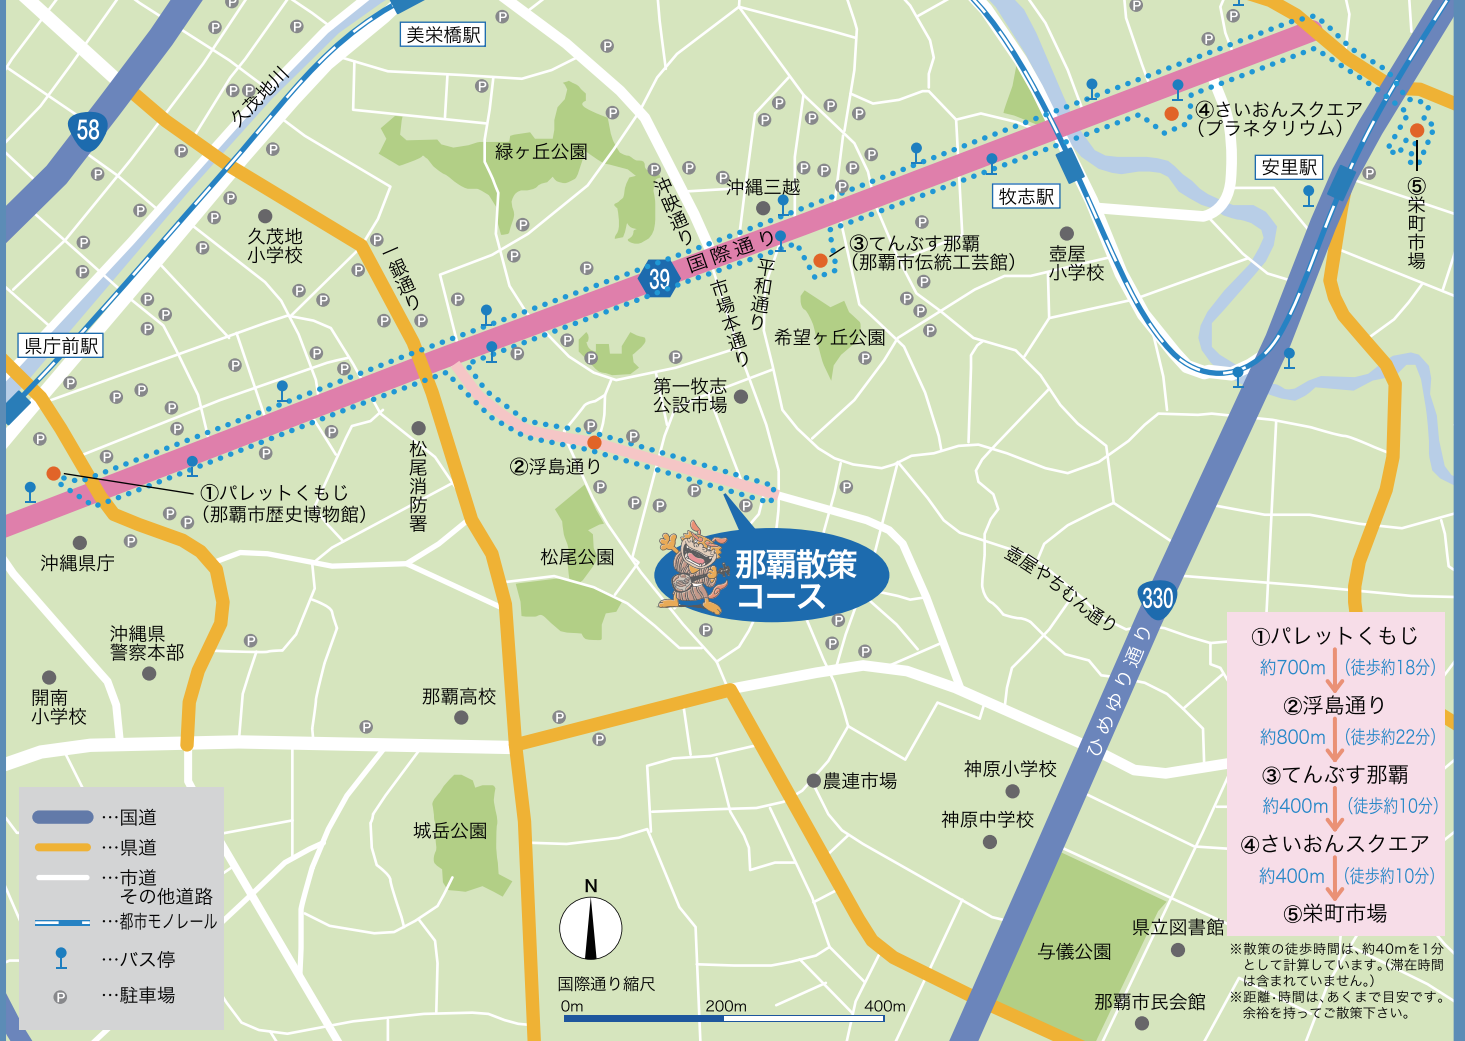 美栄橋駅
久茂地川
58
緑ヶ丘公園
沖映通り
沖縄三越
④さいおんスクエア
(プラネタリウム)
安里駅
牧志駅
⑤栄町市場
久茂地
小学校
一銀通り
国際通り
39
③てんぶす那覇
(那覇市伝統工芸館)
壺屋
小学校
平和通り
市場本通り
希望ヶ丘公園
県庁前駅
第一牧志
公設市場
松尾消防署
②浮島通り
①パレットくもじ
(那覇市歴史博物館)
沖縄県庁
松尾公園
那覇散策
コース
壺屋やちむん通り
330
ひめゆり通り
沖縄県
警察本部
開南
小学校
那覇高校
農連市場
神原小学校
神原中学校
城岳公園
与儀公園
県立図書館
那覇市民会館
①パレットくもじ
約700m (徒歩約18分)
②浮島通り
約800m (徒歩約22分)
③てんぶす那覇
約400m (徒歩約10分)
④さいおんスクエア
約400m (徒歩約10分)
⑤栄町市場
※散策の徒歩時間は、約40mを1分
として計算しています。(滞在時間
は含まれていません。)
※距離・時間は、あくまで目安です。
余裕を持ってご散策下さい。
…国道
…県道
…市道
その他道路
…都市モノレール
…バス停
P …駐車場
N
国際通り縮尺
0m 200m 400m